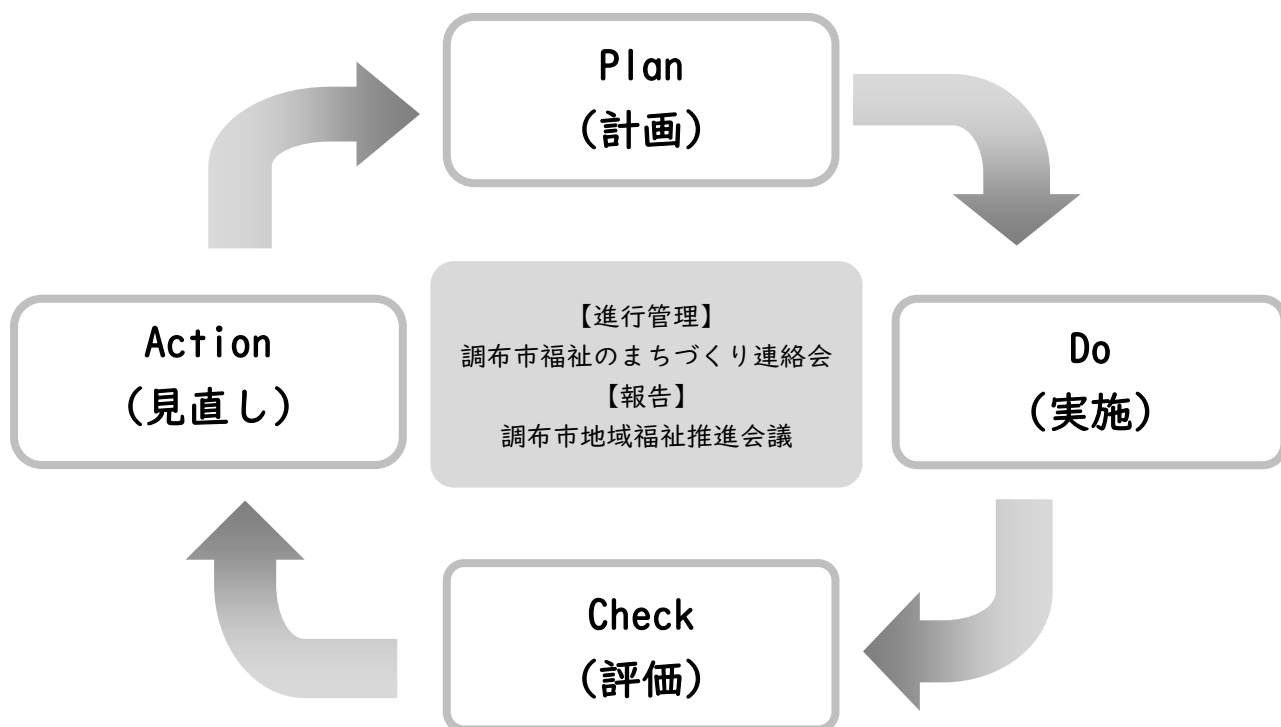 Plan
(計画)
Action
(見直し)
【進行管理】
調布市福祉のまちづくり連絡会
【報告】
調布市地域福祉推進会議
Do
(実施)
Check
(評価)